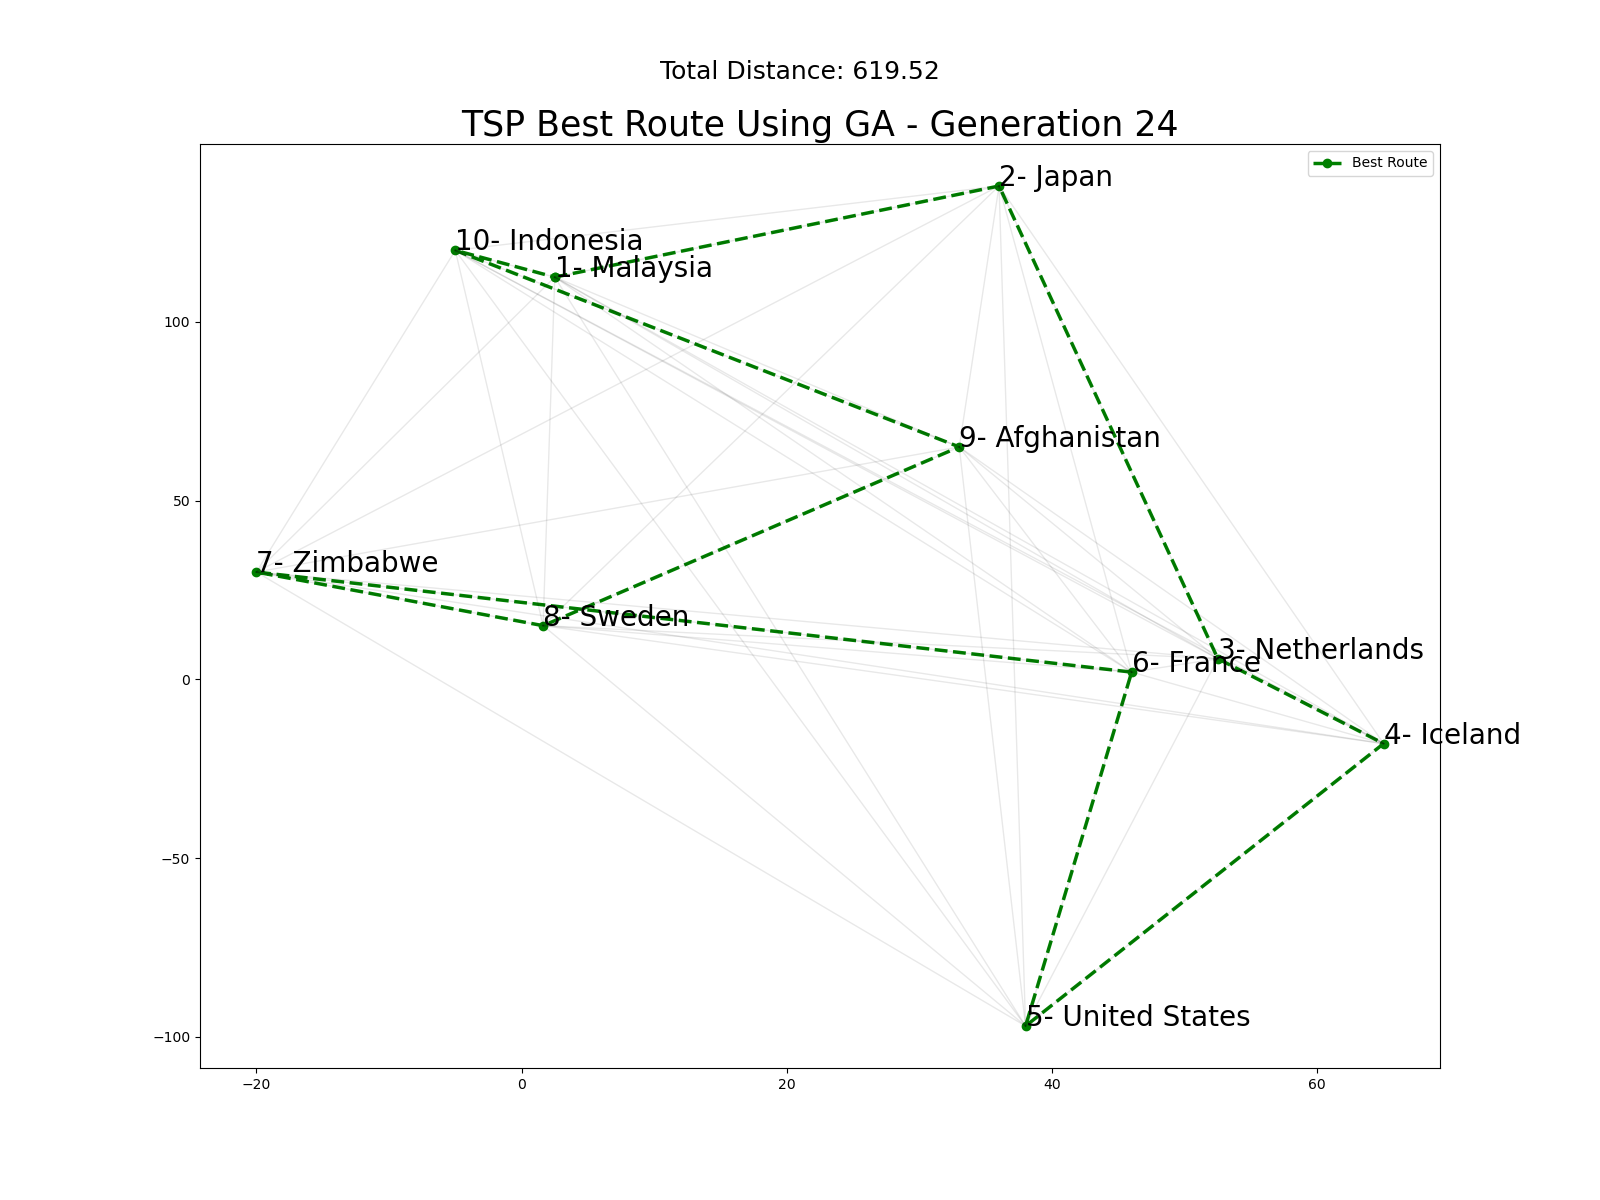 Total Distance: 619.52
TSP Best Route Using GA - Generation 24
Best Route
2- Japan
10- Indonesia
1- Malaysia
9- Afghanistan
7- Zimbabwe
8- Sweden
3- Netherlands
6- France
4- Iceland
5- United States
100
50
0
−50
−100
−20
0
20
40
60